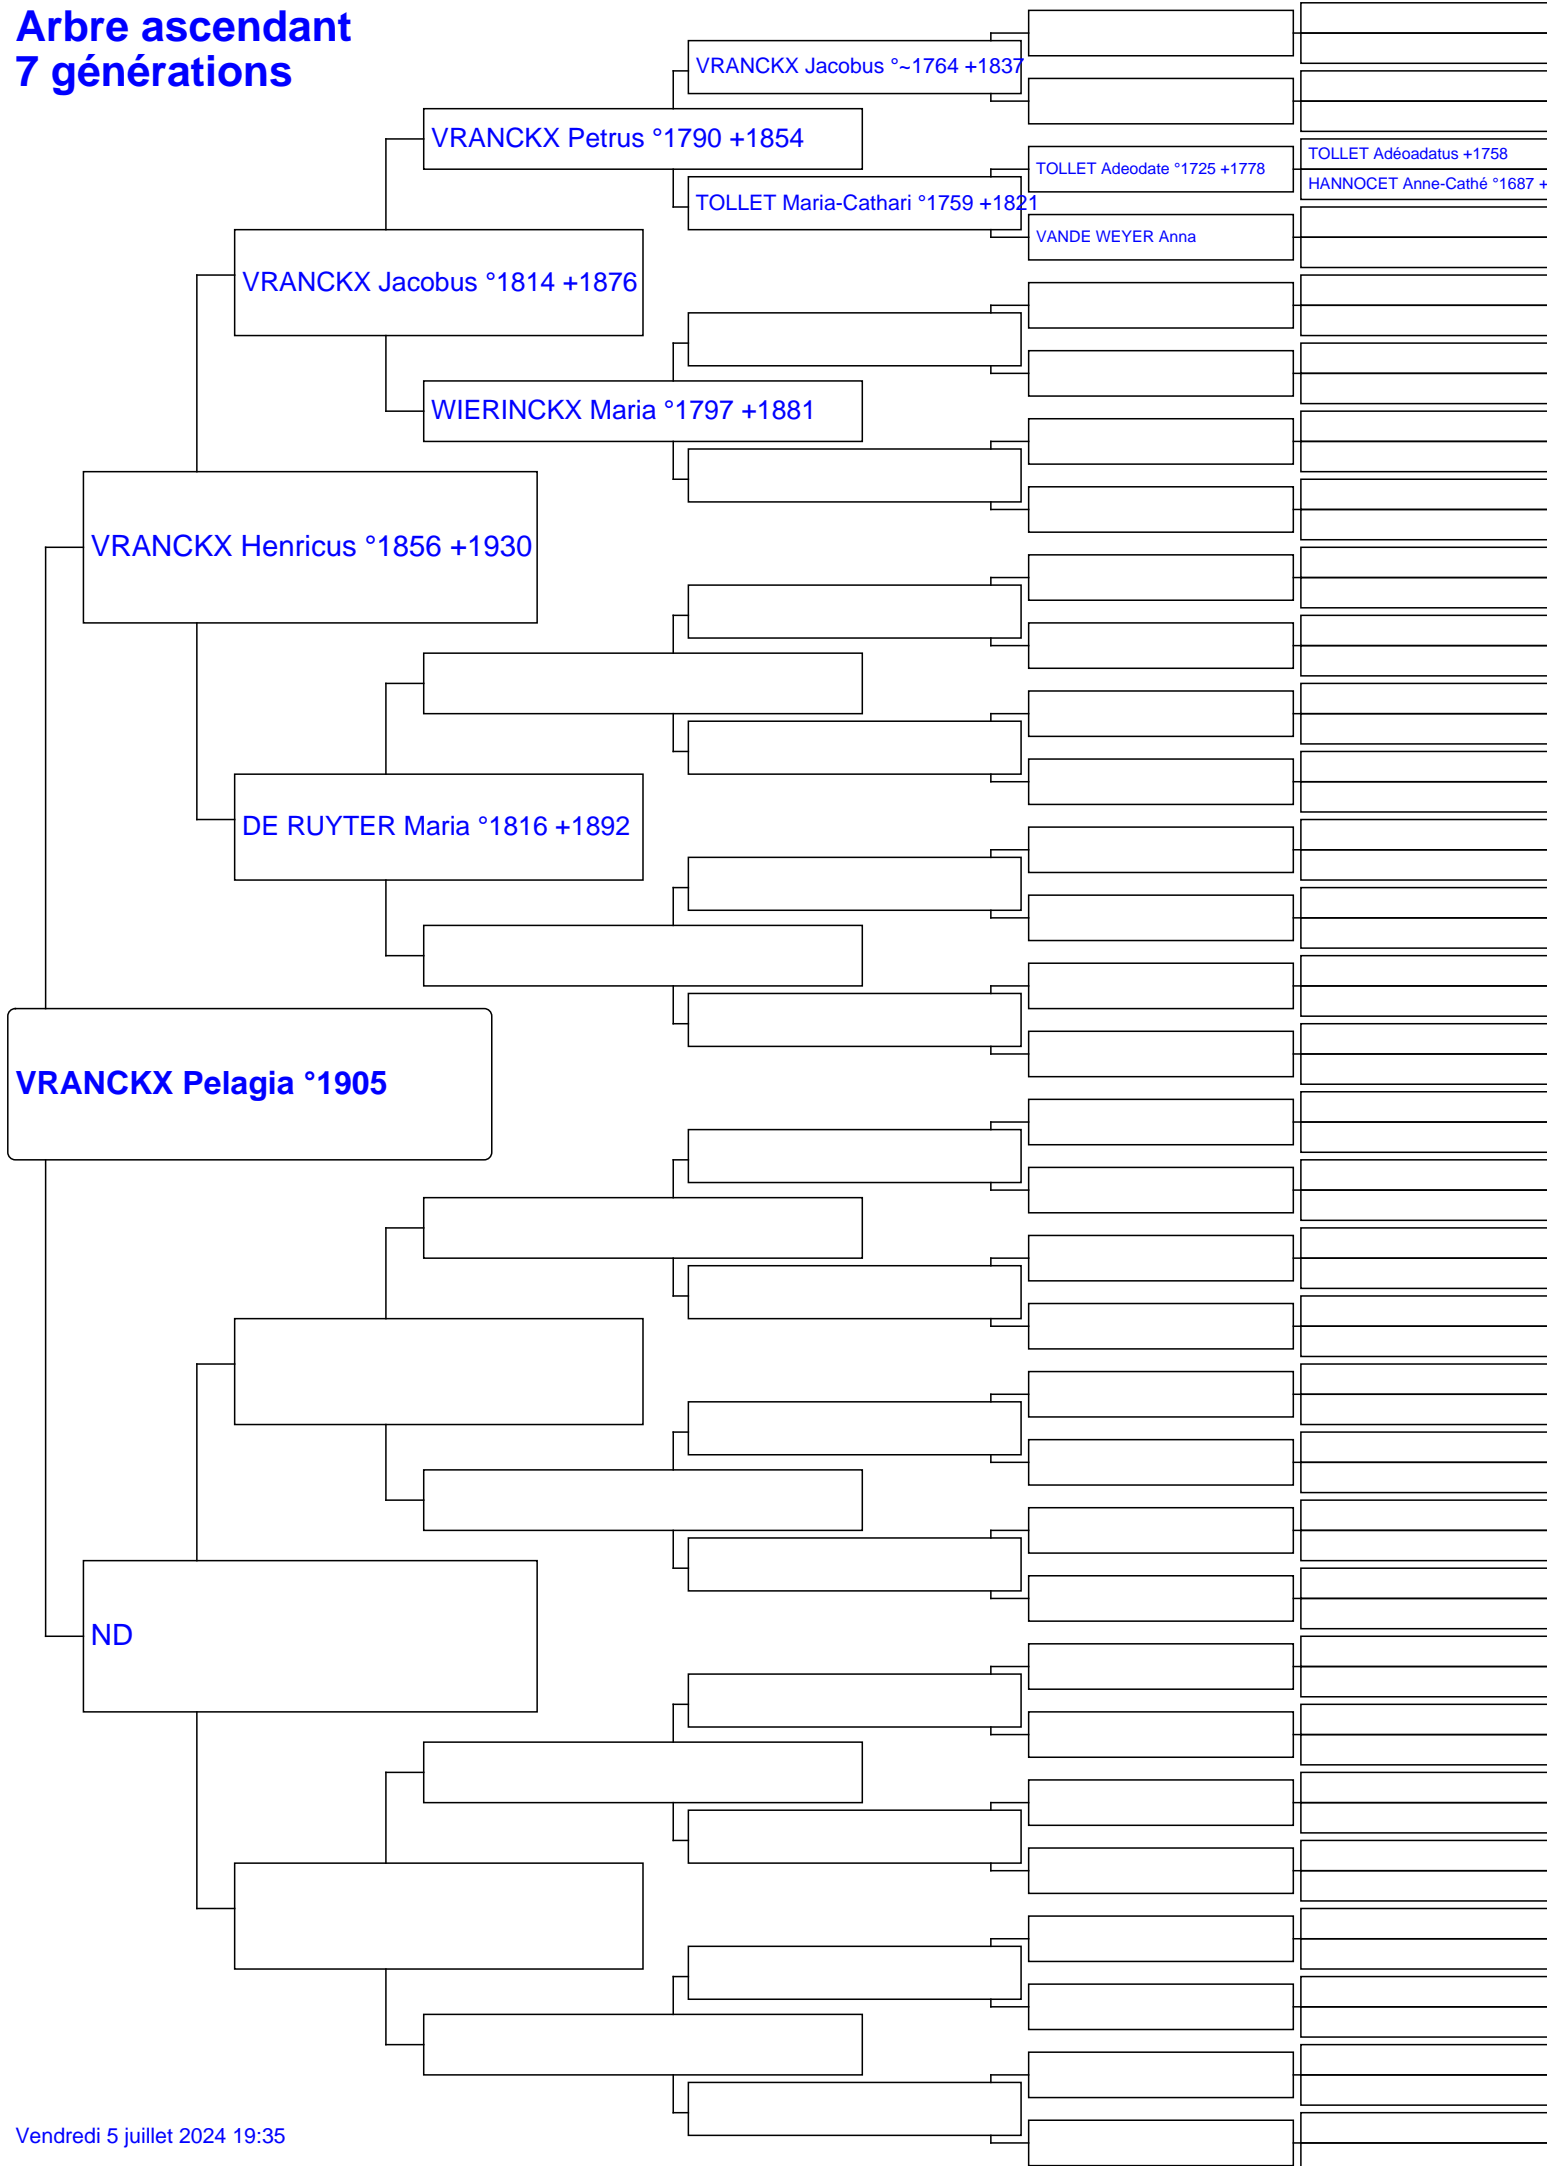 Arbre ascendant
7 générations
VRANCKX Jacobus °~1764 +1837
VRANCKX Petrus °1790 +1854
TOLLET Adeodate °1725 +1778
TOLLET Adéoadatus +1758
HANNOCET Anne-Cathé °1687 +
TOLLET Maria-Cathari °1759 +1821
VANDE WEYER Anna
VRANCKX Jacobus °1814 +1876
WIERINCKX Maria °1797 +1881
VRANCKX Henricus °1856 +1930
DE RUYTER Maria °1816 +1892
VRANCKX Pelagia °1905
ND
Vendredi 5 juillet 2024 19:35